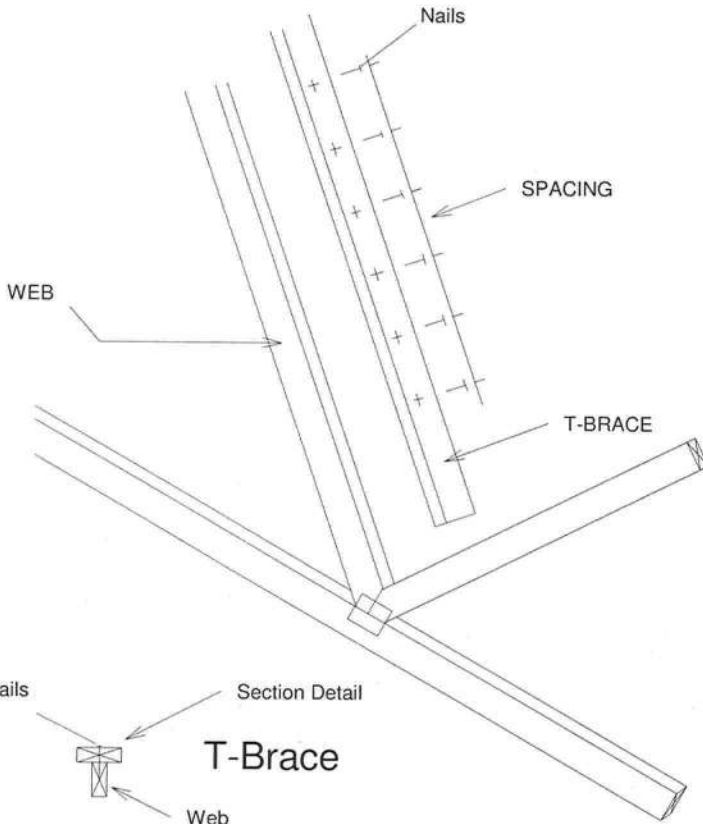 Nails
SPACING
WEB
T-BRACE
ails
Section Detail
T-Brace
Web